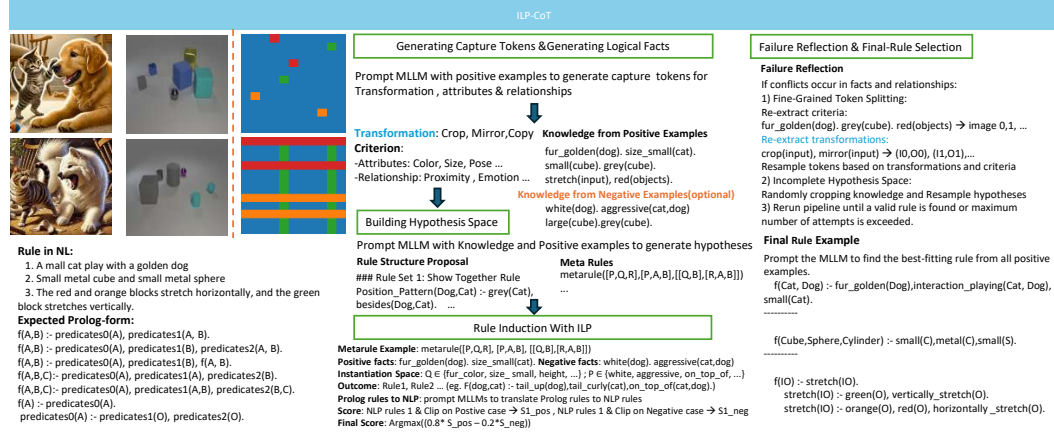 ILP-CoT
Generating Capture Tokens &Generating Logical Facts
Prompt MLLM with positive examples to generate capture tokens for
Transformation , attributes & relationships
Transformation: Crop, Mirror,Copy
Criterion:
-Attributes: Color, Size, Pose ...
-Relationship: Proximity , Emotion ...
Knowledge from Positive Examples
fur_golden(dog). size_small(cat).
small(cube). grey(cube).
stretch(input), red(objects).
Knowledge from Negative Examples(optional)
white(dog). aggressive(cat,dog)
large(cube).grey(cube).
Building Hypothesis Space
Prompt MLLM with Knowledge and Positive examples to generate hypotheses
Rule Structure Proposal
### Rule Set 1: Show Together Rule
Position_Pattern(Dog,Cat) :- grey(Cat),
besides(Dog,Cat). ...
Meta Rules
metarule([P,Q,R],[P,A,B],[[Q,B],[R,A,B]])
...
Rule Induction With ILP
Metarule Example: metarule([P,Q,R], [P,A,B], [[Q,B],[R,A,B]])
Positive facts: fur_golden(dog). size_small(cat). Negative facts: white(dog). aggressive(cat,dog)
Instantiation Space: Q ∈ {fur_color, size_ small, height, ...} ; P ∈ {white, aggressive, on_top_of, ...}
Outcome: Rule1, Rule2 ... (eg. F(dog,cat) :- tail_up(dog),tail_curly(cat),on_top_of(cat,dog).)
Prolog rules to NLP: prompt MLLMs to translate Prolog rules to NLP rules
Score: NLP rules 1 & Clip on Postive case → S1_pos , NLP rules 1 & Clip on Negative case → S1_neg
Final Score: Argmax((0.8* S_pos – 0.2*S_neg))
Rule in NL:
1. A mall cat play with a golden dog
2. Small metal cube and small metal sphere
3. The red and orange blocks stretch horizontally, and the green
block stretches vertically.
Expected Prolog-form:
f(A,B) :- predicates0(A), predicates1(A, B).
f(A,B) :- predicates0(A), predicates1(B), predicates2(A, B).
f(A,B) :- predicates0(A), predicates1(B), f(A, B).
f(A,B,C):- predicates0(A), predicates1(A), predicates2(B).
f(A,B,C):- predicates0(A), predicates1(A,B), predicates2(B,C).
f(A) :- predicates0(A).
predicates0(A) :- predicates1(O), predicates2(O).
Failure Reflection & Final-Rule Selection
Failure Reflection
If conflicts occur in facts and relationships:
1) Fine-Grained Token Splitting:
Re-extract criteria:
fur_golden(dog). grey(cube). red(objects) → image 0,1, ...
Re-extract transformations:
crop(input), mirror(input) → (I0,O0), (I1,O1),...
Resample tokens based on transformations and criteria
2) Incomplete Hypothesis Space:
Randomly cropping knowledge and Resample hypotheses
3) Rerun pipeline until a valid rule is found or maximum
number of attempts is exceeded.
Final Rule Example
Prompt the MLLM to find the best-fitting rule from all positive
examples.
f(Cat, Dog) :- fur_golden(Dog),interaction_playing(Cat, Dog),
small(Cat).
----------
f(Cube,Sphere,Cylinder) :- small(C),metal(C),small(S).
----------
f(IO) :- stretch(IO).
stretch(IO) :- green(O), vertically_stretch(O).
stretch(IO) :- orange(O), red(O), horizontally _stretch(O).